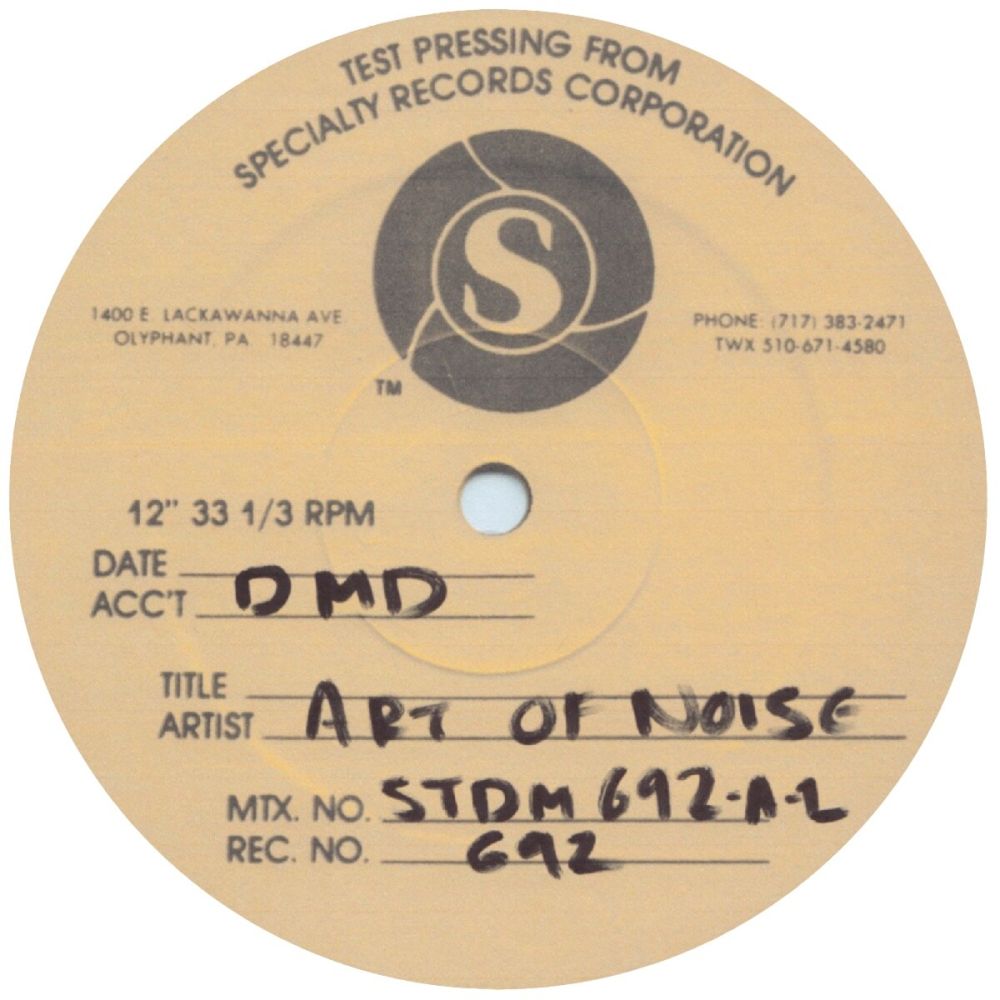 TEST PRESSING FROM
SPECIALTY RECORDS CORPORATION
S
TM
1400 E. LACKAWANNA AVE.
OLYPHANT, PA 18447
PHONE: (717) 383-2471
TWX 510-671-4580
12" 33 1/3 RPM
DATE
ACC'T DMD
TITLE
ARTIST ART OF NOISE
MTX. NO. STDM 692-A-2
REC. NO. 692